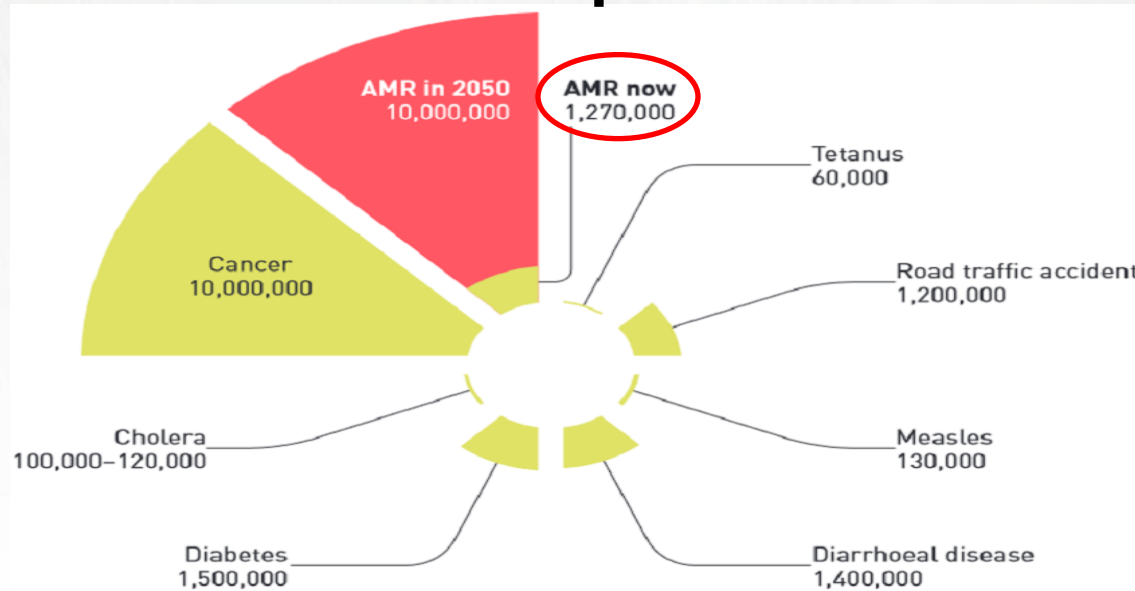 AMR in 2050
10,000,000
AMR now
1,270,000
Tetanus
60,000
Road traffic accident
1,200,000
Cancer
10,000,000
Cholera
100,000–120,000
Measles
130,000
Diabetes
1,500,000
Diarrhoeal disease
1,400,000